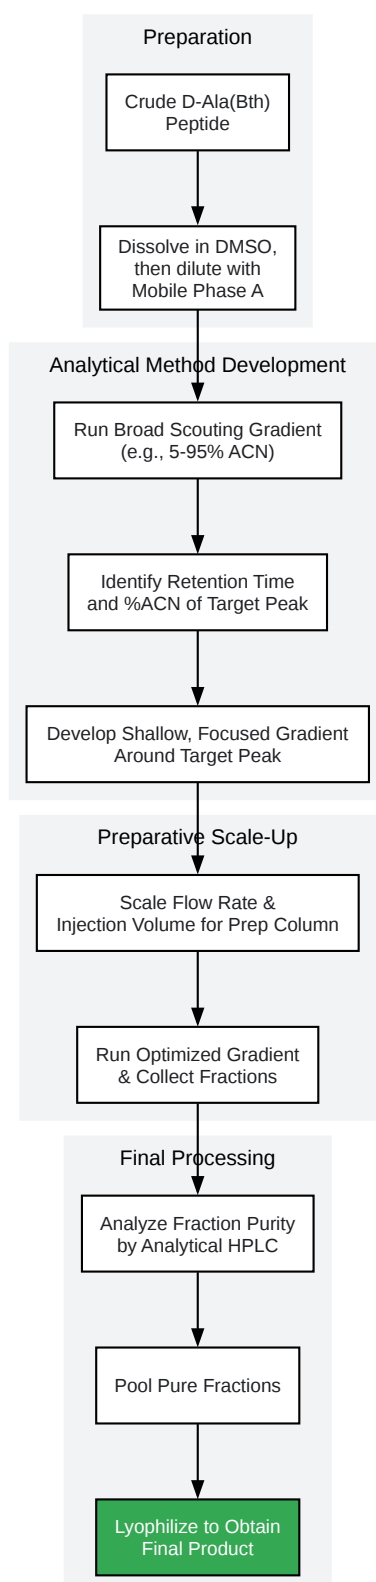 Preparation
Crude D-Ala(Bth)
Peptide
Dissolve in DMSO,
then dilute with
Mobile Phase A
Analytical Method Development
Run Broad Scouting Gradient
(e.g., 5-95% ACN)
Identify Retention Time
and %ACN of Target Peak
Develop Shallow, Focused Gradient
Around Target Peak
Preparative Scale-Up
Scale Flow Rate &
Injection Volume for Prep Column
Run Optimized Gradient
& Collect Fractions
Final Processing
Analyze Fraction Purity
by Analytical HPLC
Pool Pure Fractions
Lyophilize to Obtain
Final Product